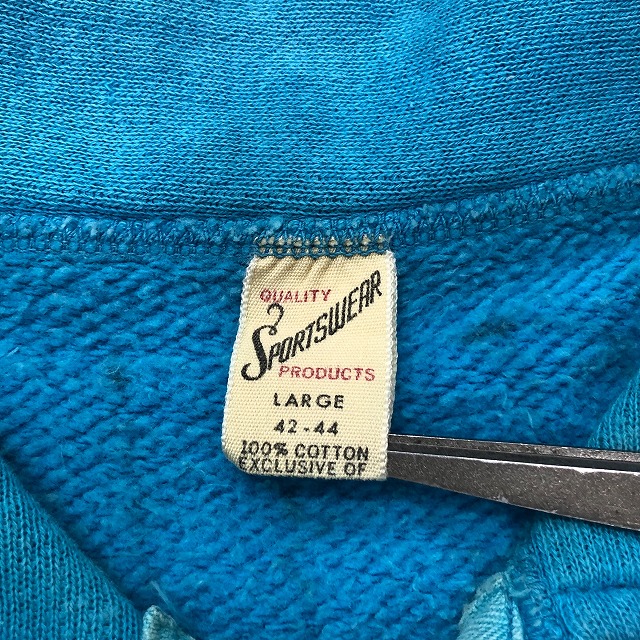 QUALITY
SPORTSWEAR
PRODUCTS
LARGE
42-44
100% COTTON
EXCLUSIVE OF